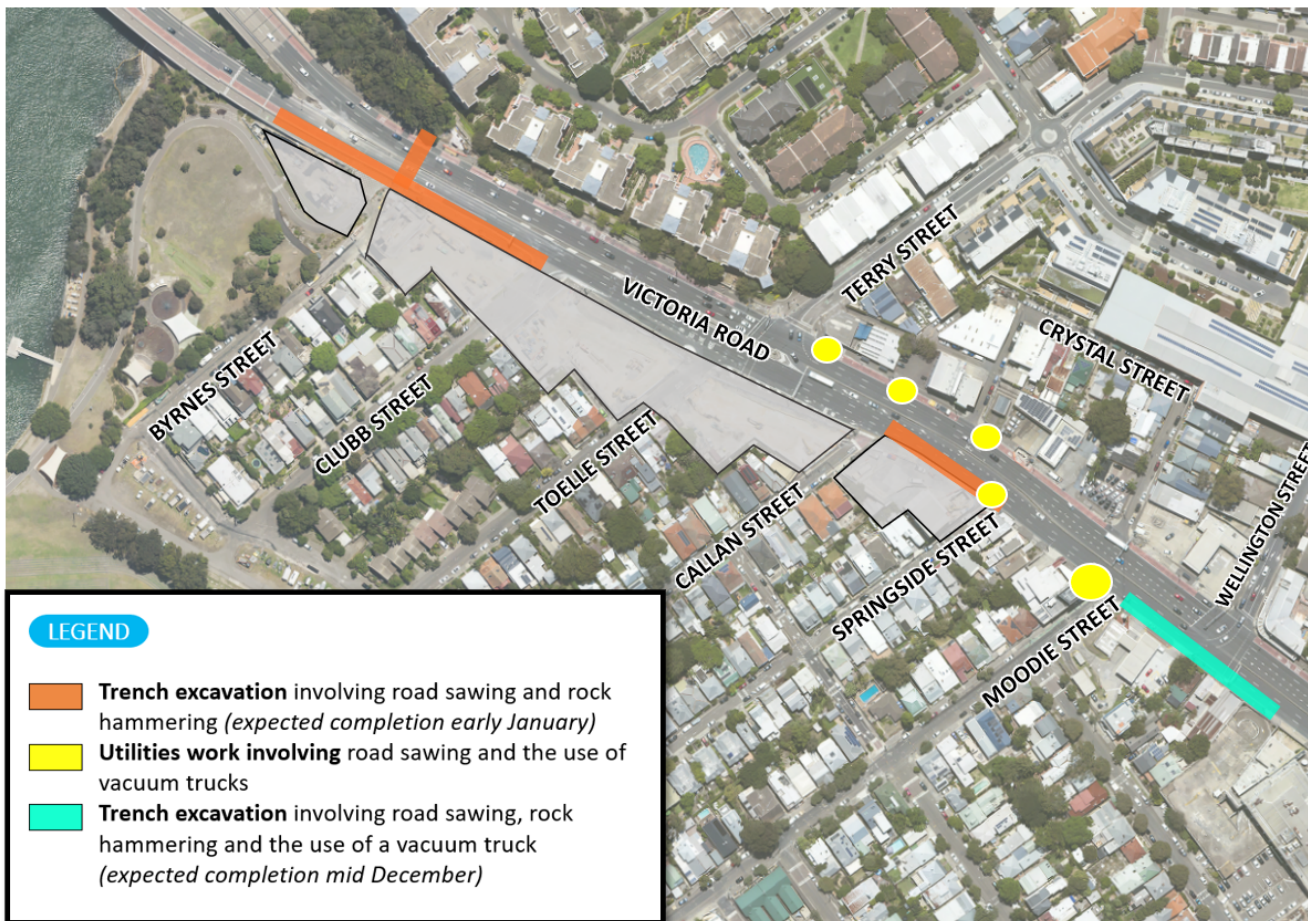 VICTORIA ROAD
TERRY STREET
CRYSTAL STREET
BYRNES STREET
CLUBB STREET
TOELLE STREET
CALLAN STREET
SPRINGSIDE STREET
WELLINGTON STREET
MOODIE STREET
LEGEND
Trench excavation involving road sawing and rock
hammering (expected completion early January)
Utilities work involving road sawing and the use of
vacuum trucks
Trench excavation involving road sawing, rock
hammering and the use of a vacuum truck
(expected completion mid December)